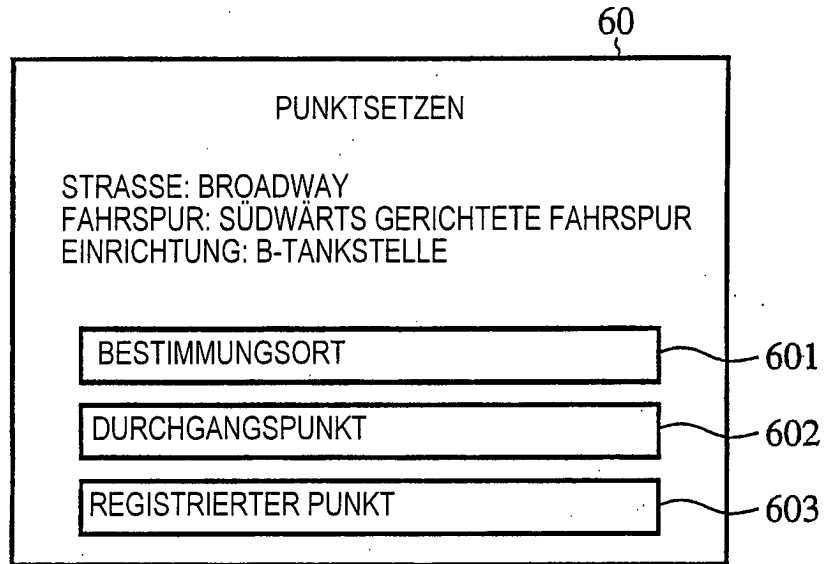 60
PUNKTSETZEN
STRASSE: BROADWAY
FAHRSPUR: SÜDWÄRTS GERICHTETE FAHRSPUR
EINRICHTUNG: B-TANKSTELLE
BESTIMMUNGSORT 601
DURCHGANGSPUNKT 602
REGISTRIERTER PUNKT 603